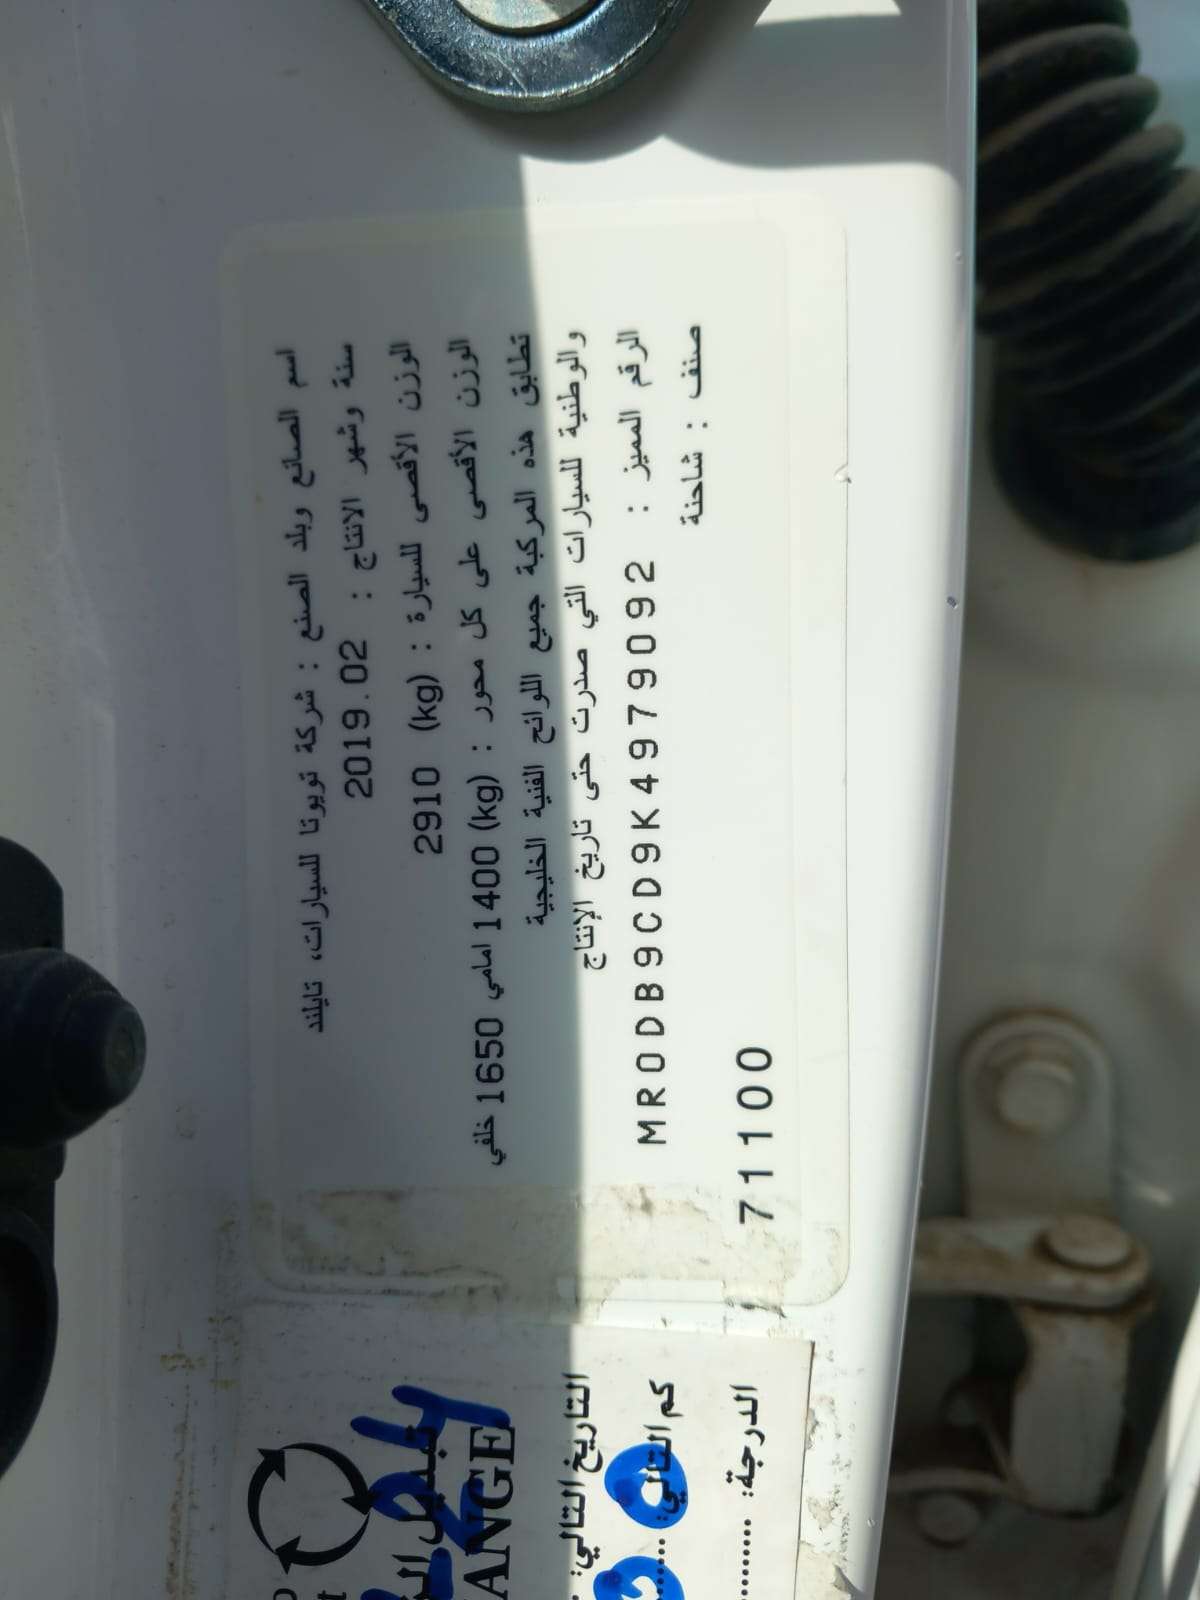 اسم الصانع وبلد الصنع : شركة تويوتا للسيارات، تايلند
سنة وشهر الانتاج : 2019.02
الوزن الأقصى للسيارة : (kg) 2910
الوزن الأقصى على كل محور : (kg) 1400 امامي 1650 خلفي
تطابق هذه المركبة جميع اللوائح الفنية الخليجية
والوطنية للسيارات التي صدرت حتى تاريخ الإنتاج
الرقم المميز : MR0DB9CD9K4979092
صنف : شاحنة
71100
تبديل
ANGE
التاريخ التالي:
كم التالي:
الدرجة: